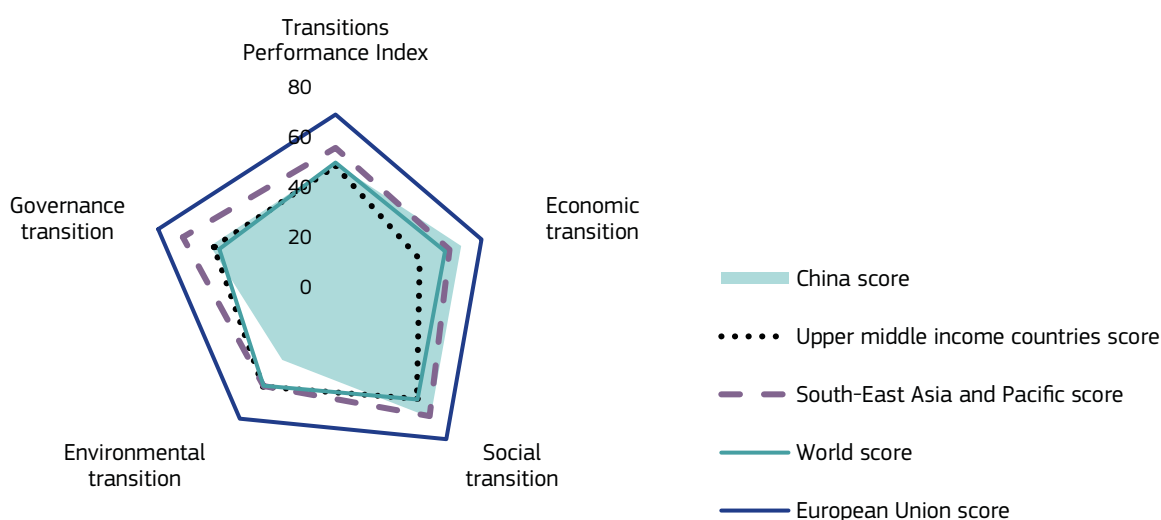 Transitions
Performance Index
80
60
40
20
0
Governance
transition
Economic
transition
Environmental
transition
Social
transition
China score
Upper middle income countries score
South-East Asia and Pacific score
World score
European Union score